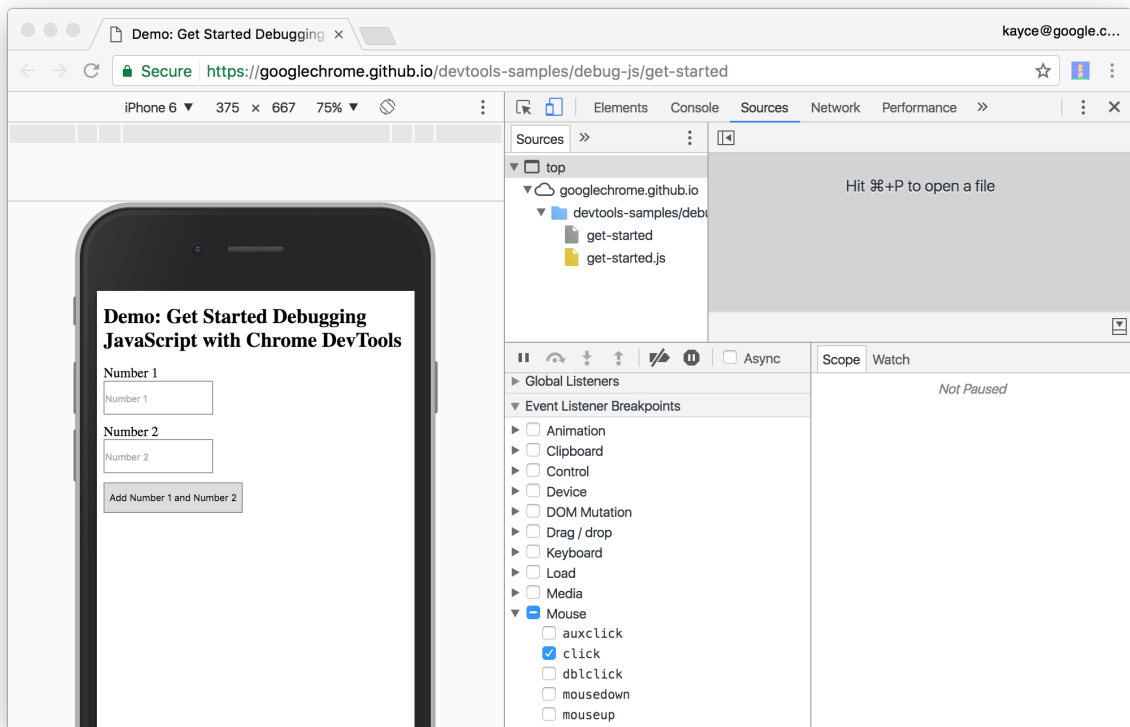 Demo: Get Started Debugging
kayce@google.c...
Secure https://googlechrome.github.io/devtools-samples/debug-js/get-started
iPhone 6 ▼ 375 × 667 75% ▼
Elements Console Sources Network Performance »
Sources »
top
googlechrome.github.io
devtools-samples/debu
get-started
get-started.js
Hit ⌘+P to open a file
Demo: Get Started Debugging
JavaScript with Chrome DevTools
Number 1
Number 1
Number 2
Number 2
Add Number 1 and Number 2
Async
Global Listeners
Event Listener Breakpoints
Animation
Clipboard
Control
Device
DOM Mutation
Drag / drop
Keyboard
Load
Media
Mouse
auxclick
click
dblclick
mousedown
mouseup
Scope Watch
Not Paused